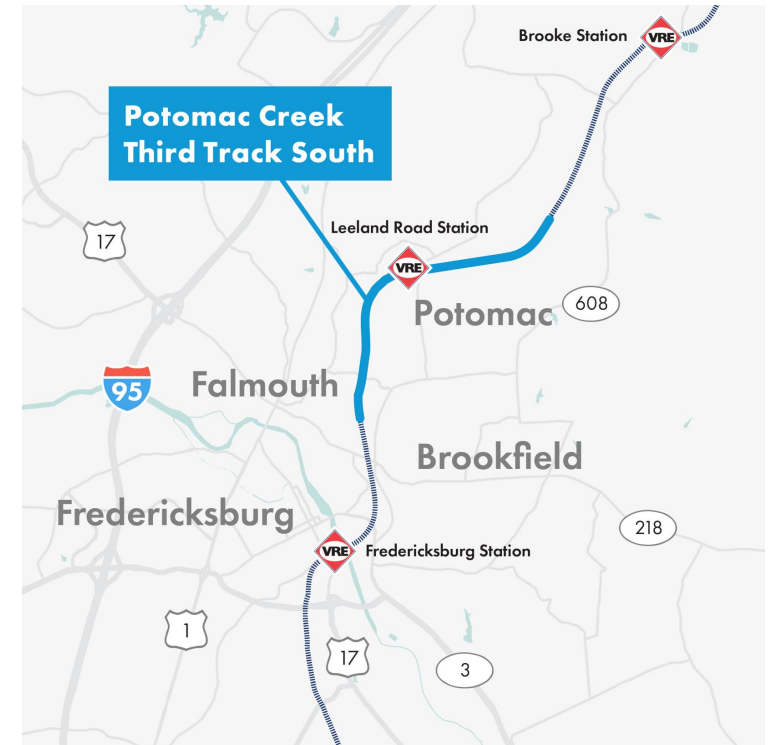 Brooke Station
VRE
Potomac Creek
Third Track South
Leeland Road Station
17
VRE
Potomac
608
95
Falmouth
Brookfield
Fredericksburg
218
VRE
Fredericksburg Station
1
17
3